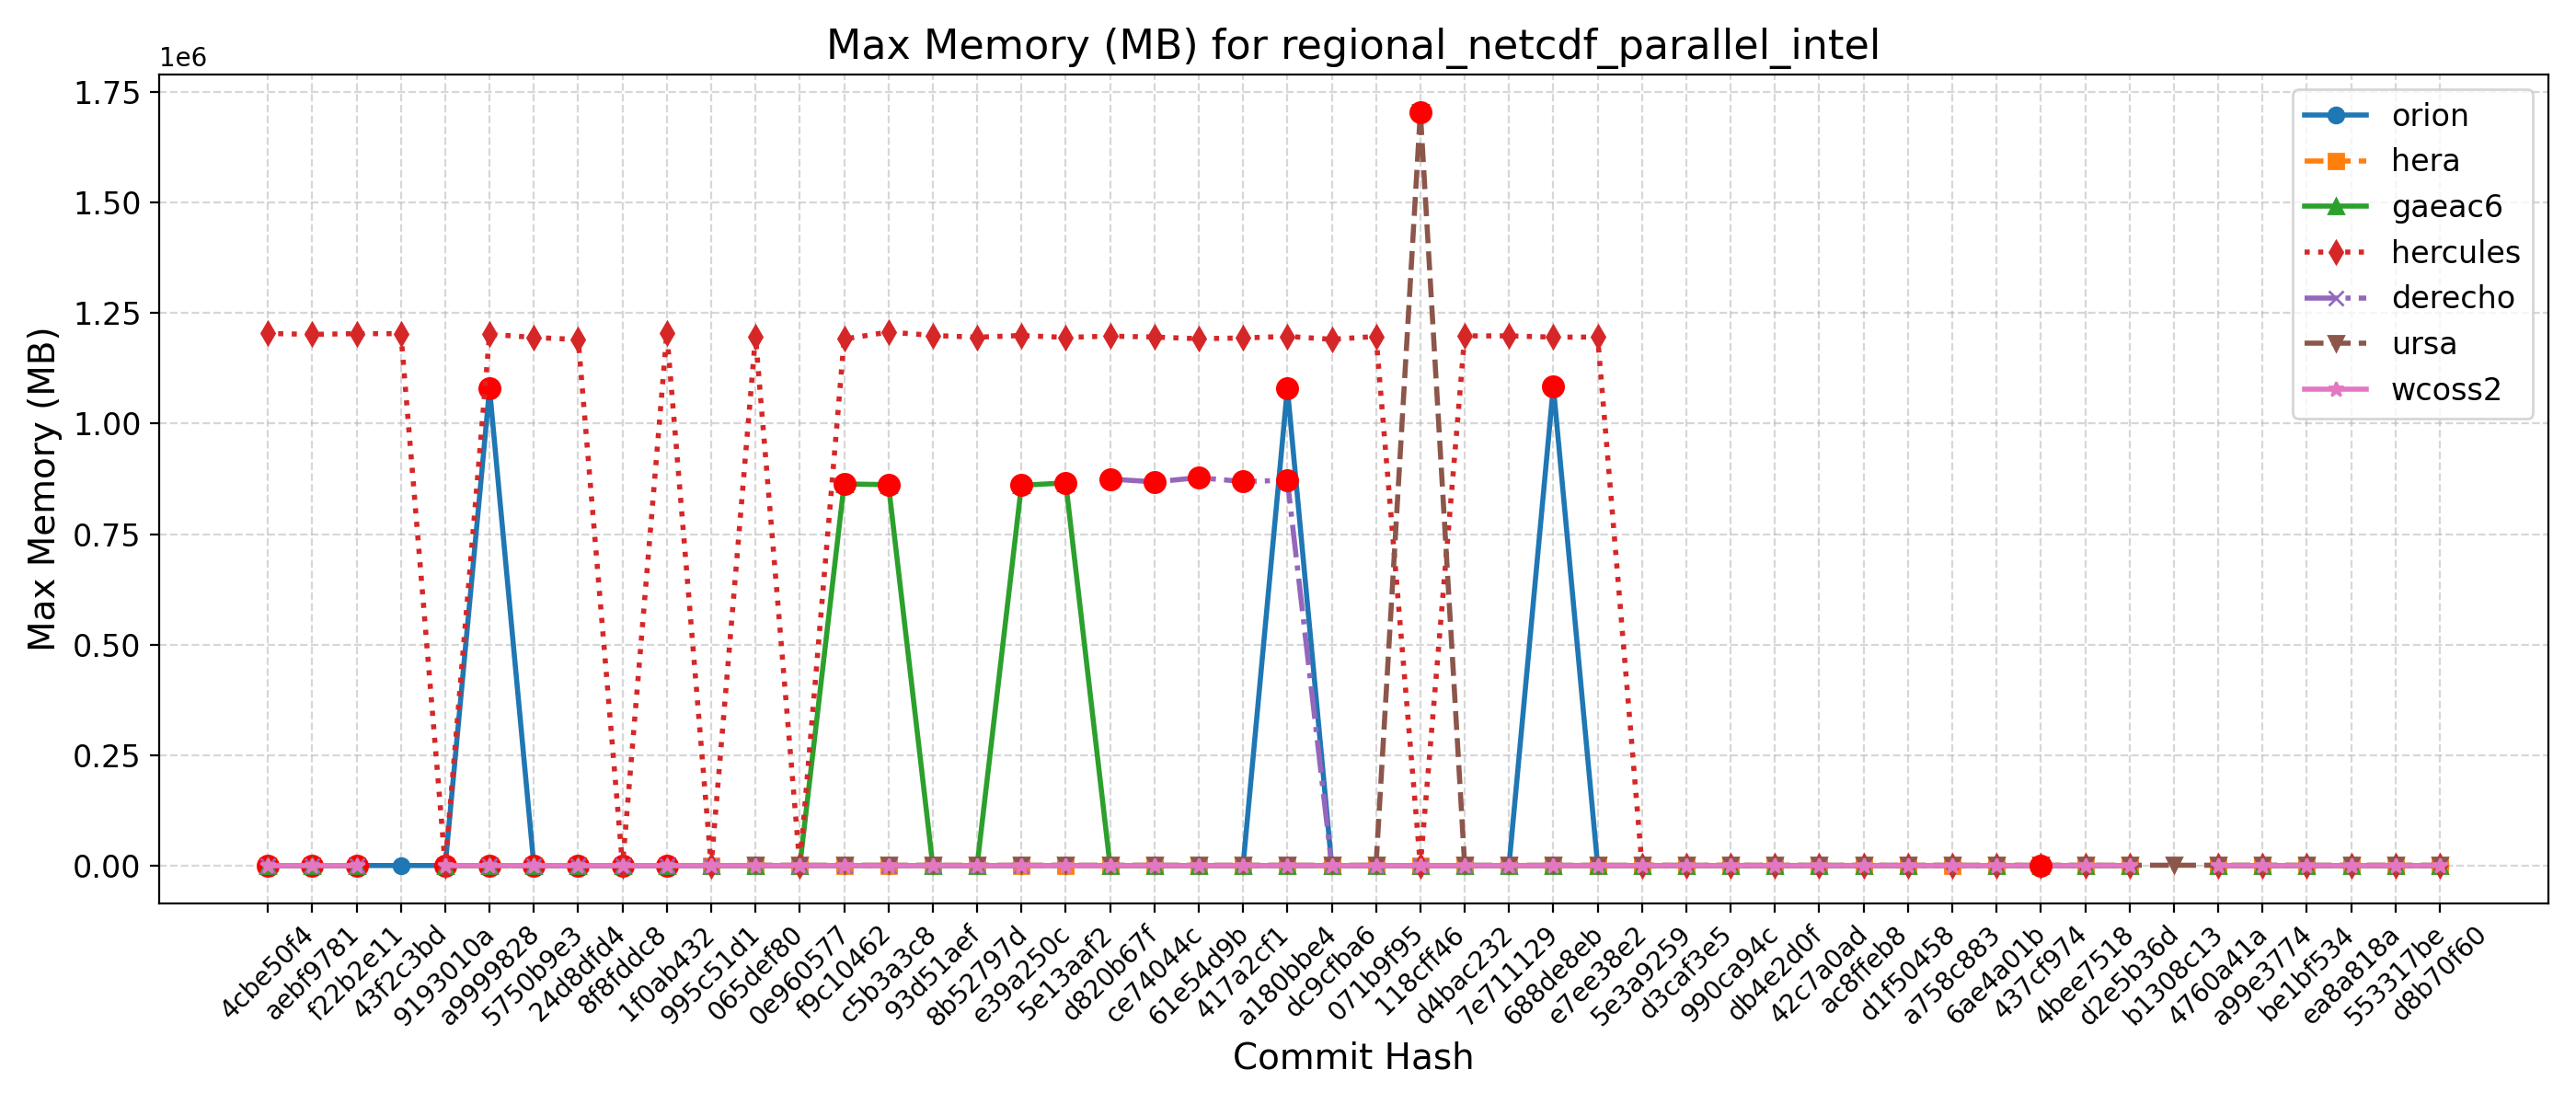 Max Memory (MB) for regional_netcdf_parallel_intel
1e6
1.75
1.50
1.25
1.00
0.75
0.50
0.25
0.00
Max Memory (MB)
orion
hera
gaeac6
hercules
derecho
ursa
wcoss2
4cbe50f4
aebf9781
f22b2e11
43f2c3bd
9193010a
a9999828
5750b9e3
24d8dfd4
8f8fddc8
1f0ab432
995c51d1
065def80
0e960577
f9c10462
c5b3a3c8
93d51aef
8b52797d
e39a250c
5e13aaf2
d820b67f
ce74044c
61e54d9b
417a2cf1
a180bbe4
dc9cfba6
071b9f95
118cff46
d4bac232
7e711129
688de8eb
e7ee38e2
5e3a9259
d3caf3e5
990ca94c
db4e2d0f
42c7a0ad
ac8ffeb8
d1f50458
a758c883
6ae4a01b
437cf974
4bee7518
d2e5b36d
b1308c13
4760a41a
a99e3774
be1bf534
ea8a818a
553317be
d8b70f60
Commit Hash